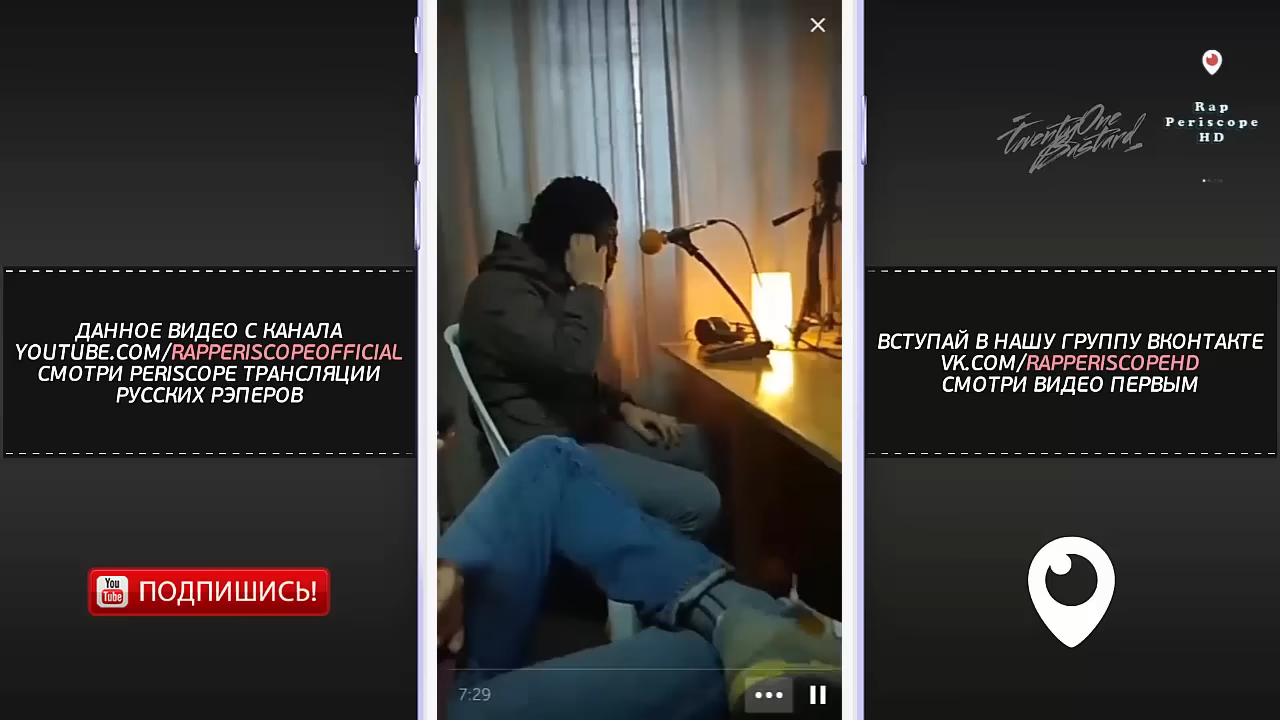 Rap
Periscope
HD
TwentyOne
Bastard
ДАННОЕ ВИДЕО С КАНАЛА
YOUTUBE.COM/RAPPERISCOPEOFFICIAL
СМОТРИ PERISCOPE ТРАНСЛЯЦИИ
РУССКИХ РЭПЕРОВ
ВСТУПАЙ В НАШУ ГРУППУ ВКОНТАКТЕ
VK.COM/RAPPERISCOPEHD
СМОТРИ ВИДЕО ПЕРВЫМ
You
Tube
ПОДПИШИСЬ!
7:29